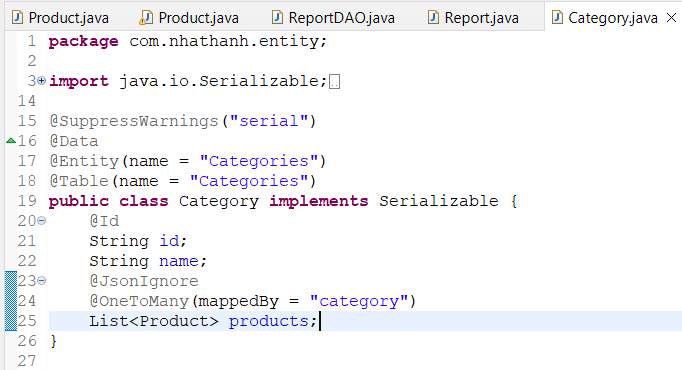 Product.java Product.java ReportDAO.java Report.java Category.java
1 package com.nhathanh.entity;
2
3 import java.io.Serializable;
14
15 @SuppressWarnings("serial")
16 @Data
17 @Entity(name = "Categories")
18 @Table(name = "Categories")
19 public class Category implements Serializable {
20 @Id
21 String id;
22 String name;
23 @JsonIgnore
24 @OneToMany(mappedBy = "category")
25 List<Product> products;
26 }
27